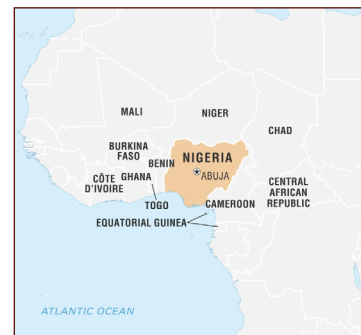 MALI
NIGER
CHAD
BURKINA
FASO
BENIN
NIGERIA
ABUJA
CÔTE
D'IVOIRE
GHANA
TOGO
CAMEROON
CENTRAL
AFRICAN
REPUBLIC
EQUATORIAL GUINEA
ATLANTIC OCEAN